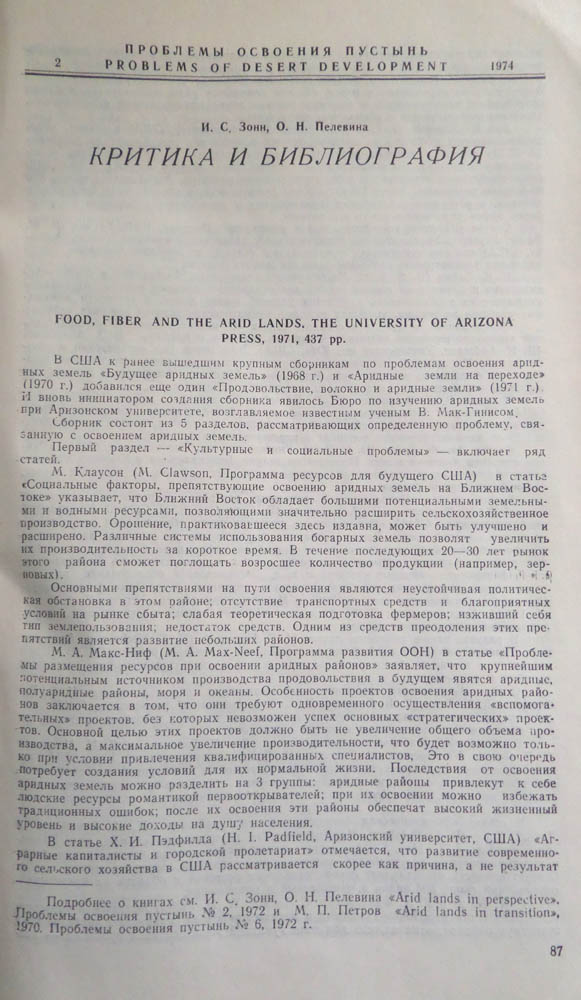 ПРОБЛЕМЫ ОСВОЕНИЯ ПУСТЫНЬ
2 PROBLEMS OF DESERT DEVELOPMENT 1974
И. С. Зонн, О. Н. Пелевина
КРИТИКА И БИБЛИОГРАФИЯ
FOOD, FIBER AND THE ARID LANDS. THE UNIVERSITY OF ARIZONA
PRESS, 1971, 437 pp.
В США к ранее вышедшим крупным сборникам по проблемам освоения арид-
ных земель «Будущее аридных земель» (1968 г.) и «Аридные земли на переходе»
(1970 г.) добавился еще один «Продовольствие, волокно и аридные земли» (1971 г.).
И вновь инициатором создания сборника явилось Бюро по изучению аридных земель
при Аризонском университете, возглавляемое известным ученым В. Мак-Гинисом.
Сборник состоит из 5 разделов, рассматривающих определенную проблему, свя-
занную с освоением аридных земель.
Первый раздел — «Культурные и социальные проблемы» — включает ряд
статей.
М. Клаусон (M. Clawson, Программа ресурсов для будущего США) в статье
«Социальные факторы, препятствующие освоению аридных земель на Ближнем Вос-
токе» указывает, что Ближний Восток обладает большими потенциальными земельны-
ми и водными ресурсами, позволяющими значительно расширить сельскохозяйственное
производство. Орошение, практиковавшееся здесь издавна, может быть улучшено и
расширено. Различные системы использования богарных земель позволят увеличить
их производительность за короткое время. В течение последующих 20—30 лет рынок
этого района сможет поглощать возросшее количество продукции (например, зер-
новых).
Основными препятствиями на пути освоения являются неустойчивая политичес-
кая обстановка в этом районе; отсутствие транспортных средств и благоприятных
условий на рынке сбыта; слабая теоретическая подготовка фермеров; изживший себя
тип землепользования; недостаток средств. Одним из средств преодоления этих пре-
пятствий является развитие небольших районов.
М. А. Макс-Ниф (M. A. Max-Neef, Программа развития ООН) в статье «Пробле-
мы размещения ресурсов при освоении аридных районов» заявляет, что крупнейшим
потенциальным источником производства продовольствия в будущем явятся аридные,
полуаридные районы, моря и океаны. Особенность проектов освоения аридных райо-
нов заключается в том, что они требуют одновременного осуществления «вспомога-
тельных» проектов, без которых невозможен успех основных «стратегических» проек-
тов. Основной целью этих проектов должно быть не увеличение общего объема про-
изводства, а максимальное увеличение производительности, что будет возможно толь-
ко при условии привлечения квалифицированных специалистов. Это в свою очередь
потребует создания условий для их нормальной жизни. Последствия от освоения
аридных земель можно разделить на 3 группы: аридные районы привлекут к себе
людские ресурсы романтикой первооткрывателей; при их освоении можно избежать
традиционных ошибок; после их освоения эти районы обеспечат высокий жизненный
уровень и высокие доходы на душу населения.
В статье Х. И. Пэдфилда (H. I. Padfield, Аризонский университет, США) «Аг-
рарные капиталисты и городской пролетариат» отмечается, что развитие современно-
го сельского хозяйства в США рассматривается скорее как причина, а не результат
Подробнее о книгах см. И. С. Зонн, О. Н. Пелевина «Arid lands in perspective».
Проблемы освоения пустынь № 2, 1972 и М. П. Петров «Arid lands in transition»,
1970. Проблемы освоения пустынь № 6, 1972 г.
87